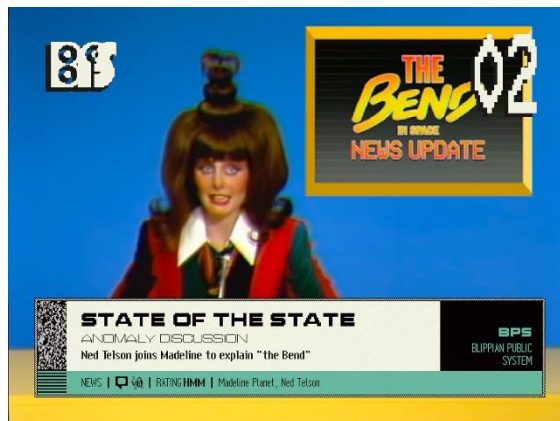 BPS
02
THE
BEND
IN SPACE
NEWS UPDATE
STATE OF THE STATE
ANOMALY DISCUSSION
Ned Telson joins Madeline to explain "the Bend"
BPS
BLIPPIAN PUBLIC
SYSTEM
NEWS | | RATING HMM | Madeline Planet, Ned Telson